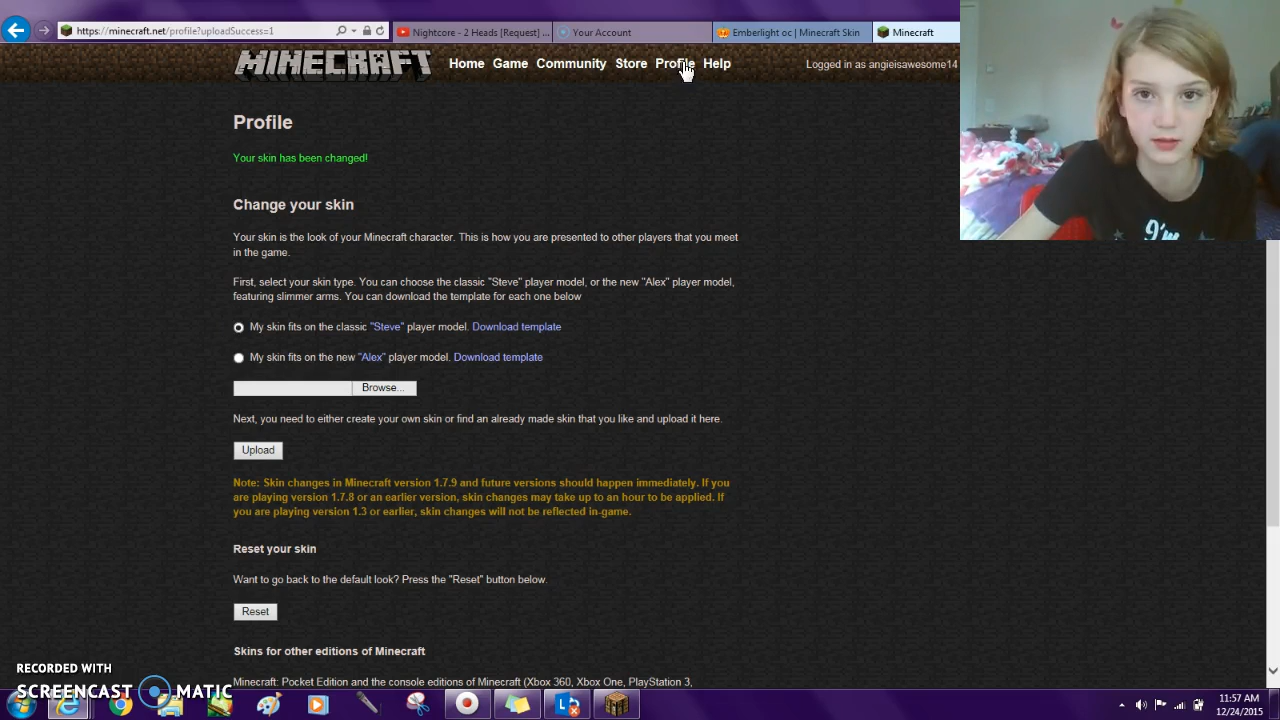 https://minecraft.net/profile?uploadSuccess=1
Nightcore - 2 Heads [Request] ...
Your Account
Emberlight oc | Minecraft Skin
Minecraft
MINECRAFT
Home Game Community Store Profile Help
Logged in as angieisawesome14
Profile
Your skin has been changed!
Change your skin
Your skin is the look of your Minecraft character. This is how you are presented to other players that you meet
in the game.
First, select your skin type. You can choose the classic "Steve" player model, or the new "Alex" player model,
featuring slimmer arms. You can download the template for each one below
My skin fits on the classic "Steve" player model. Download template
My skin fits on the new "Alex" player model. Download template
Browse...
Next, you need to either create your own skin or find an already made skin that you like and upload it here.
Upload
Note: Skin changes in Minecraft version 1.7.9 and future versions should happen immediately. If you
are playing version 1.7.8 or an earlier version, skin changes may take up to an hour to be applied. If
you are playing version 1.3 or earlier, skin changes will not be reflected in-game.
Reset your skin
Want to go back to the default look? Press the "Reset" button below.
Reset
Skins for other editions of Minecraft
Minecraft: Pocket Edition and the console editions of Minecraft (Xbox 360, Xbox One, PlayStation 3,
I'm
RECORDED WITH
SCREENCAST MATIC
11:57 AM
12/24/2015